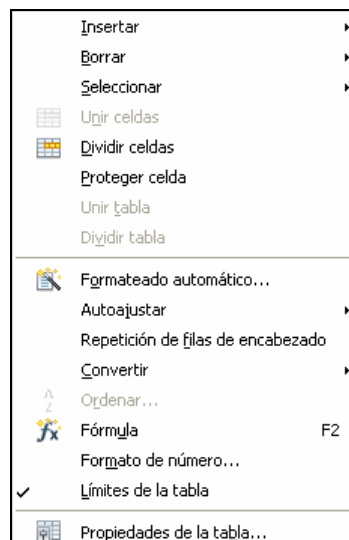 Insertar
Borrar
Seleccionar
Unir celdas
Dividir celdas
Proteger celda
Unir tabla
Dividir tabla
Formateado automático...
Autoajustar
Repetición de filas de encabezado
Convertir
Ordenar...
Fórmula F2
Formato de número...
Límites de la tabla
Propiedades de la tabla...